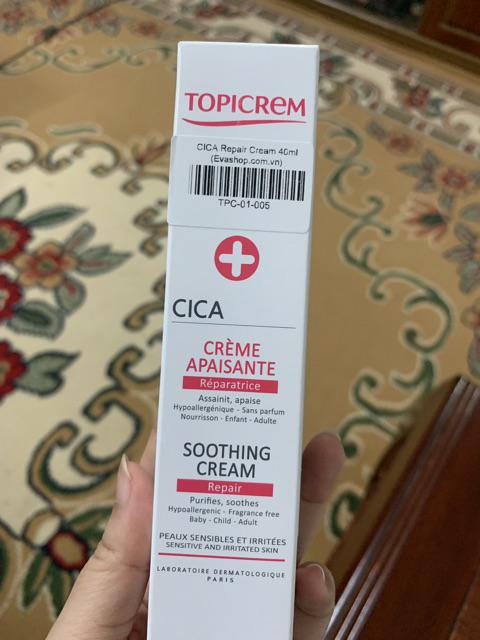 TOPICREM
CICA Repair Cream 40ml
(Evashop.com.vn)
TPC-01-005
CICA
CRÈME
APAISANTE
Réparatrice
Assainit, apaise
Hypoallergénique - Sans parfum
Nourrisson - Enfant - Adulte
SOOTHING
CREAM
Repair
Purifies, soothes
Hypoallergenic - Fragrance free
Baby - Child - Adult
PEAUX SENSIBLES ET IRRITÉES
SENSITIVE AND IRRITATED SKIN
LABORATOIRE DERMATOLOGIQUE
PARIS